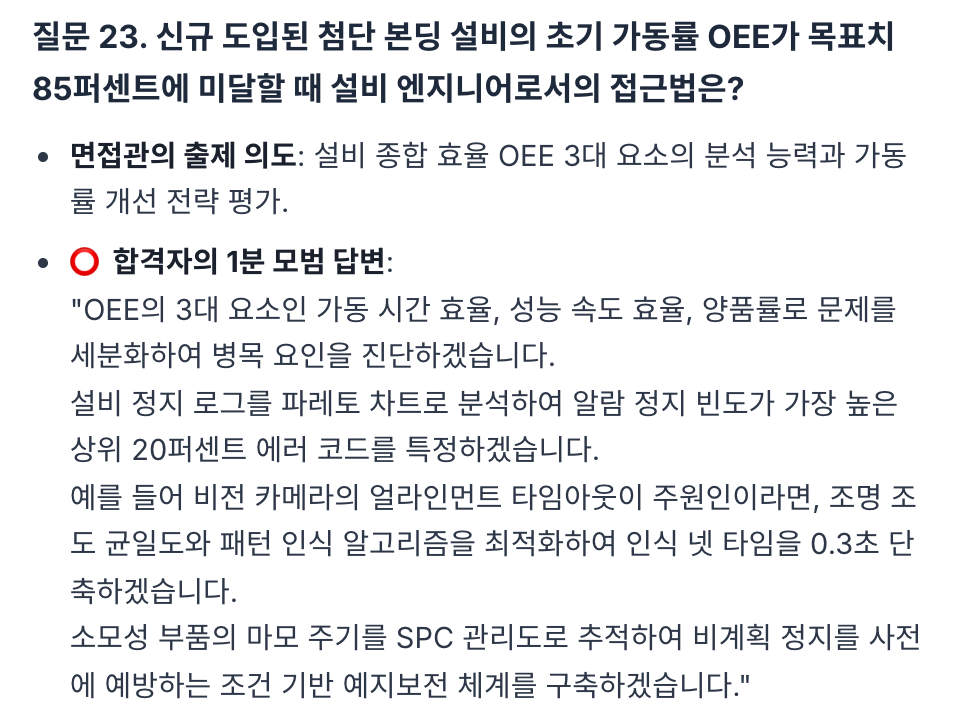 질문 23. 신규 도입된 첨단 본딩 설비의 초기 가동률 OEE가 목표치
85퍼센트에 미달할 때 설비 엔지니어로서의 접근법은?
• 면접관의 출제 의도: 설비 종합 효율 OEE 3대 요소의 분석 능력과 가동
률 개선 전략 평가.
• ⭕ 합격자의 1분 모범 답변:
"OEE의 3대 요소인 가동 시간 효율, 성능 속도 효율, 양품률로 문제를
세분화하여 병목 요인을 진단하겠습니다.
설비 정지 로그를 파레토 차트로 분석하여 알람 정지 빈도가 가장 높은
상위 20퍼센트 에러 코드를 특정하겠습니다.
예를 들어 비전 카메라의 얼라인먼트 타임아웃이 주원인이라면, 조명 조
도 균일도와 패턴 인식 알고리즘을 최적화하여 인식 넷 타임을 0.3초 단
축하겠습니다.
소모성 부품의 마모 주기를 SPC 관리도로 추적하여 비계획 정지를 사전
에 예방하는 조건 기반 예지보전 체계를 구축하겠습니다."